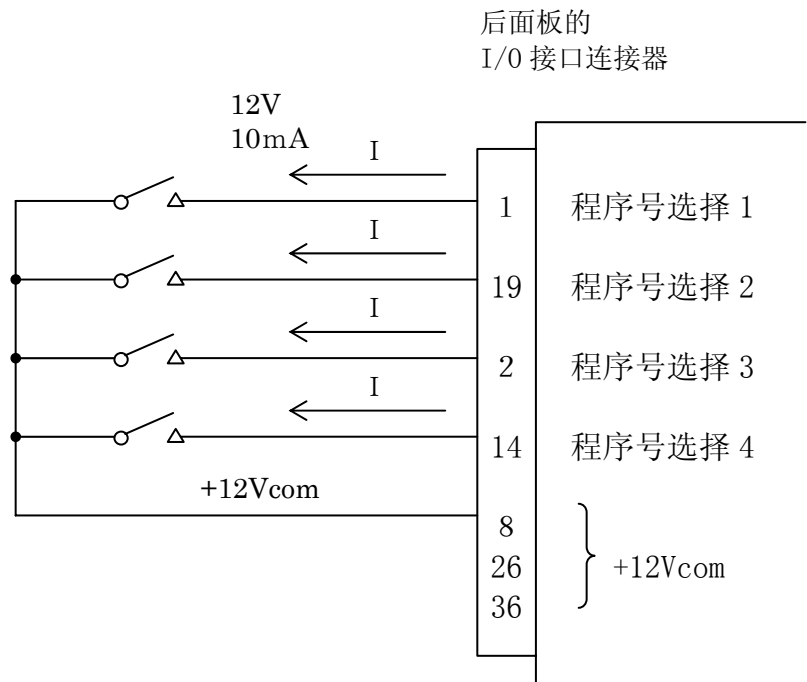 后面板的
I/O 接口连接器
12V
10mA
I
1 程序号选择 1
I
19 程序号选择 2
I
2 程序号选择 3
I
14 程序号选择 4
+12Vcom
8
26 +12Vcom
36